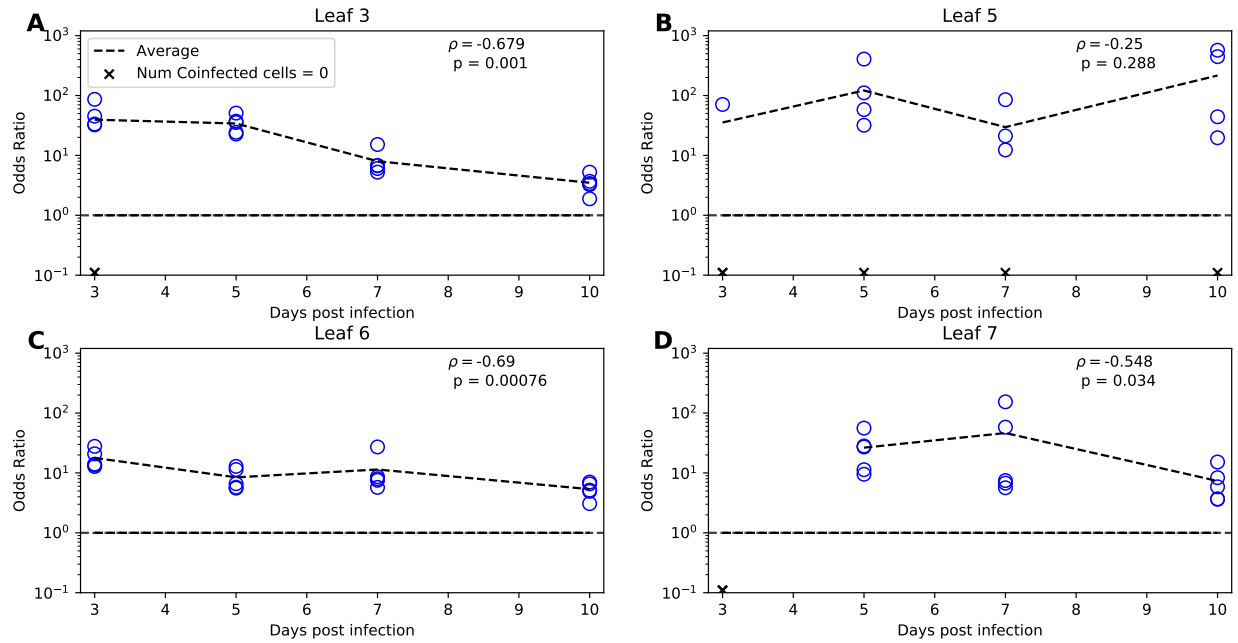 A
Leaf 3
10³
10²
10¹
10⁰
10⁻¹
Odds Ratio
Average
Num Coinfected cells = 0
ρ = -0.679
p = 0.001
3 4 5 6 7 8 9 10
Days post infection
B
Leaf 5
10³
10²
10¹
10⁰
10⁻¹
Odds Ratio
ρ = -0.25
p = 0.288
3 4 5 6 7 8 9 10
Days post infection
C
Leaf 6
10³
10²
10¹
10⁰
10⁻¹
Odds Ratio
ρ = -0.69
p = 0.00076
3 4 5 6 7 8 9 10
Days post infection
D
Leaf 7
10³
10²
10¹
10⁰
10⁻¹
Odds Ratio
ρ = -0.548
p = 0.034
3 4 5 6 7 8 9 10
Days post infection